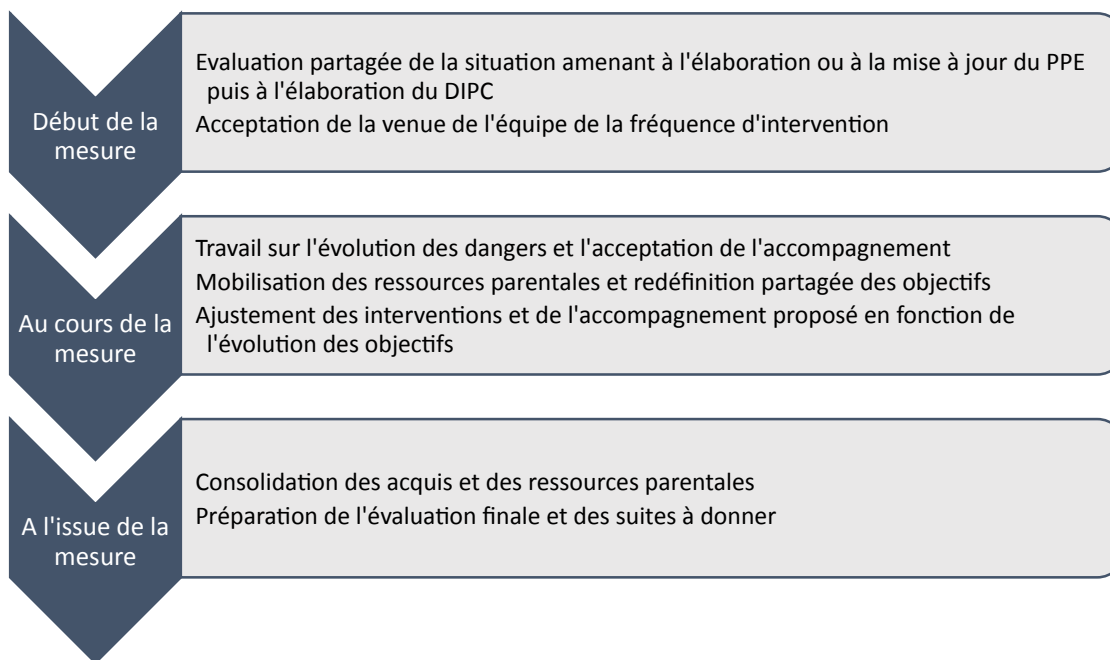 Début de la
mesure
Evaluation partagée de la situation amenant à l'élaboration ou à la mise à jour du PPE
puis à l'élaboration du DIPC
Acceptation de la venue de l'équipe de la fréquence d'intervention
Au cours de la
mesure
Travail sur l'évolution des dangers et l'acceptation de l'accompagnement
Mobilisation des ressources parentales et redéfinition partagée des objectifs
Ajustement des interventions et de l'accompagnement proposé en fonction de
l'évolution des objectifs
A l'issue de la
mesure
Consolidation des acquis et des ressources parentales
Préparation de l'évaluation finale et des suites à donner